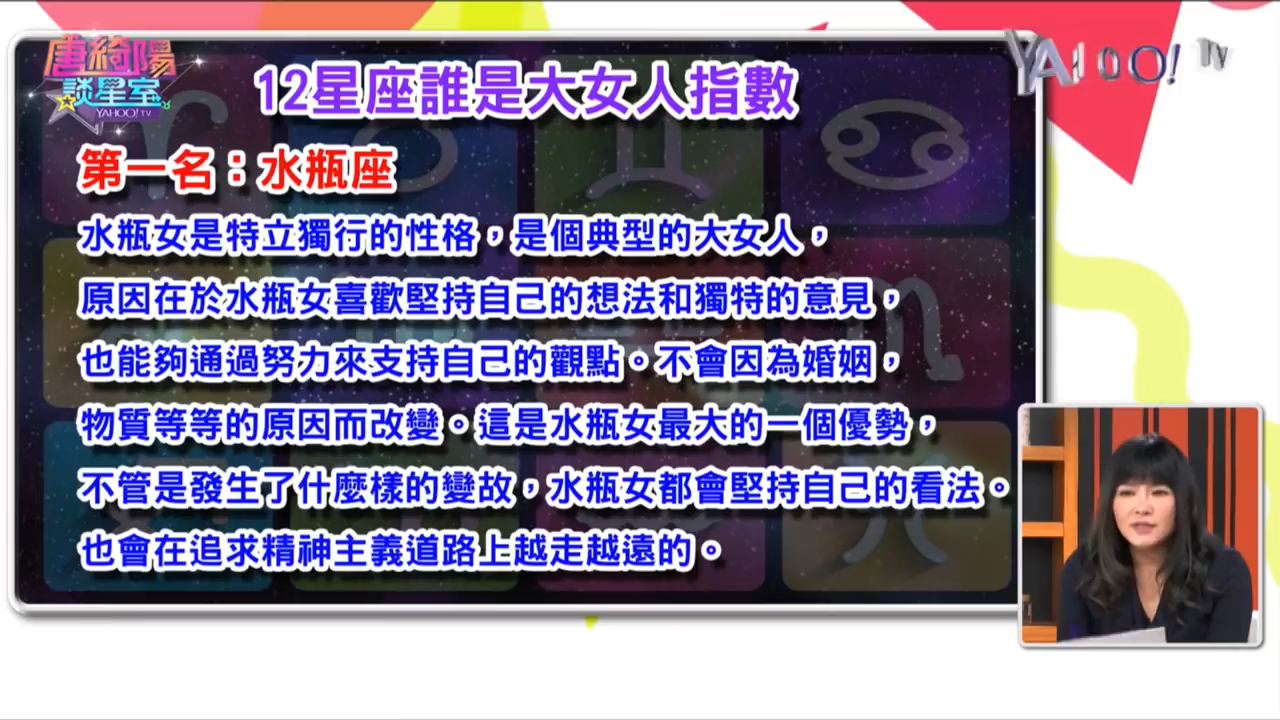 唐綺陽
談星室
YAHOO! TV
YAHOO! TV
12星座誰是大女人指數
第一名：水瓶座
水瓶女是特立獨行的性格，是個典型的大女人，
原因在於水瓶女喜歡堅持自己的想法和獨特的意見，
也能夠通過努力來支持自己的觀點。不會因為婚姻，
物質等等的原因而改變。這是水瓶女最大的一個優勢，
不管是發生了什麼樣的變故，水瓶女都會堅持自己的看法。
也會在追求精神主義道路上越走越遠的。